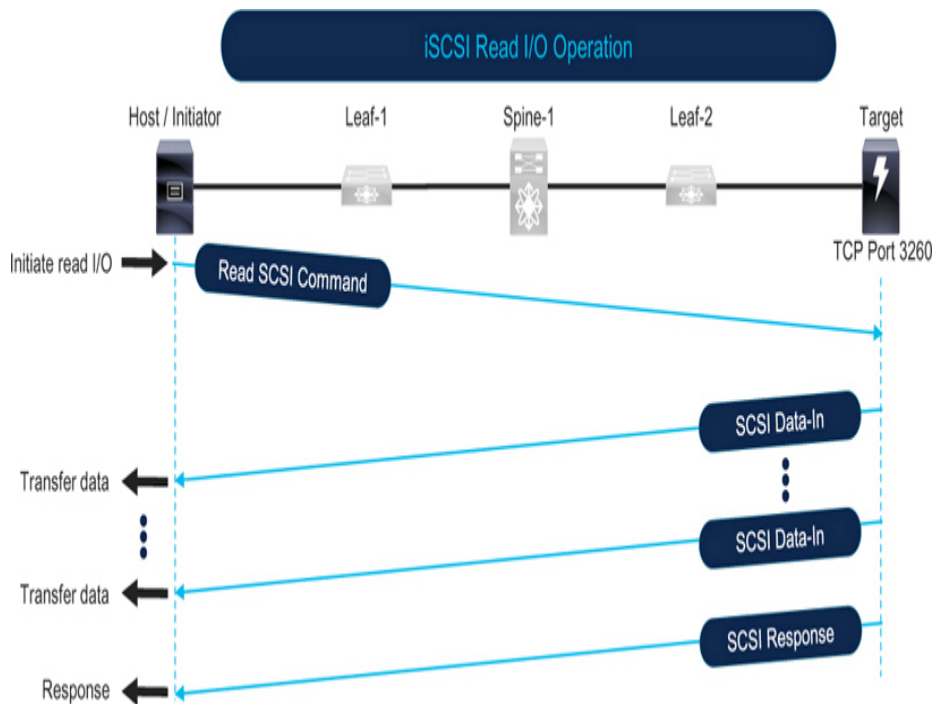 iSCSI Read I/O Operation
Host / Initiator
Leaf-1
Spine-1
Leaf-2
Target
TCP Port 3260
Initiate read I/O
Read SCSI Command
SCSI Data-In
Transfer data
SCSI Data-In
Transfer data
SCSI Response
Response